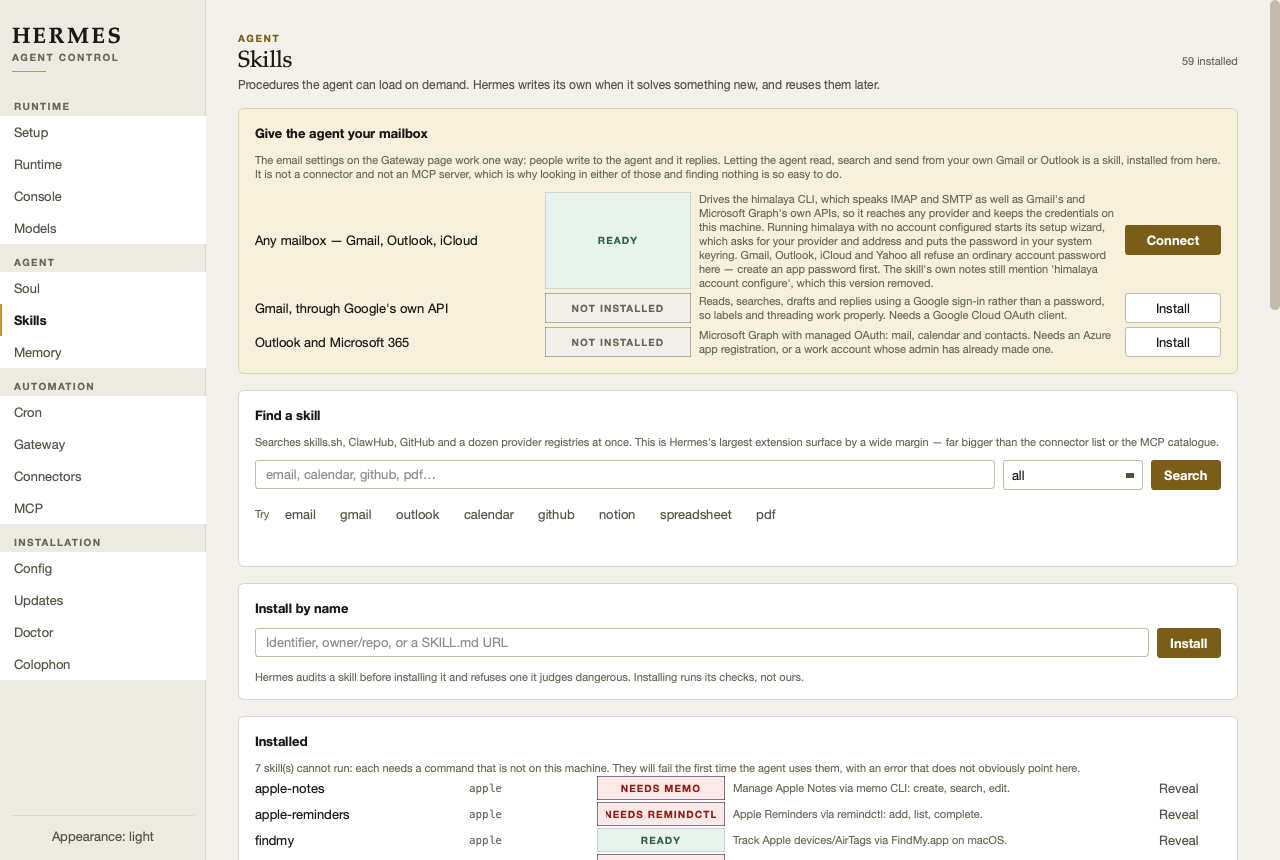 HERMES
AGENT CONTROL
RUNTIME
Setup
Runtime
Console
Models
AGENT
Soul
Skills
Memory
AUTOMATION
Cron
Gateway
Connectors
MCP
INSTALLATION
Config
Updates
Doctor
Colophon
Appearance: light
AGENT
Skills
59 installed
Procedures the agent can load on demand. Hermes writes its own when it solves something new, and reuses them later.
Give the agent your mailbox
The email settings on the Gateway page work one way: people write to the agent and it replies. Letting the agent read, search and send from your own Gmail or Outlook is a skill, installed from here.
It is not a connector and not an MCP server, which is why looking in either of those and finding nothing is so easy to do.
Any mailbox — Gmail, Outlook, iCloud
READY
Drives the himalaya CLI, which speaks IMAP and SMTP as well as Gmail's and
Microsoft Graph's own APIs, so it reaches any provider and keeps the credentials on
this machine. Running himalaya with no account configured starts its setup wizard,
which asks for your provider and address and puts the password in your system
keyring. Gmail, Outlook, iCloud and Yahoo all refuse an ordinary account password
here — create an app password first. The skill's own notes still mention 'himalaya
account configure', which this version removed.
Connect
Gmail, through Google's own API
NOT INSTALLED
Reads, searches, drafts and replies using a Google sign-in rather than a password,
so labels and threading work properly. Needs a Google Cloud OAuth client.
Install
Outlook and Microsoft 365
NOT INSTALLED
Microsoft Graph with managed OAuth: mail, calendar and contacts. Needs an Azure
app registration, or a work account whose admin has already made one.
Install
Find a skill
Searches skills.sh, ClawHub, GitHub and a dozen provider registries at once. This is Hermes's largest extension surface by a wide margin — far bigger than the connector list or the MCP catalogue.
email, calendar, github, pdf…
all
Search
Try email gmail outlook calendar github notion spreadsheet pdf
Install by name
Identifier, owner/repo, or a SKILL.md URL
Install
Hermes audits a skill before installing it and refuses one it judges dangerous. Installing runs its checks, not ours.
Installed
7 skill(s) cannot run: each needs a command that is not on this machine. They will fail the first time the agent uses them, with an error that does not obviously point here.
apple-notes apple NEEDS MEMO Manage Apple Notes via memo CLI: create, search, edit. Reveal
apple-reminders apple NEEDS REMINDCTL Apple Reminders via remindctl: add, list, complete. Reveal
findmy apple READY Track Apple devices/AirTags via FindMy.app on macOS. Reveal